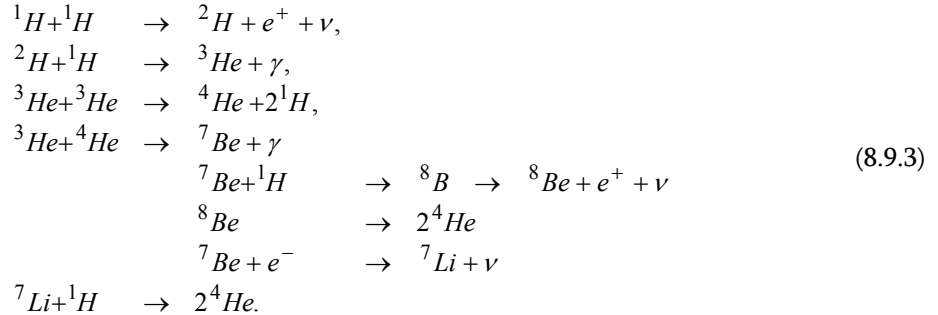 ¹H+¹H → ²H + e⁺ + ν,
²H+¹H → ³He + γ,
³He+³He → ⁴He+2¹H,
³He+⁴He → ⁷Be + γ
(8.9.3)
⁷Be+¹H → ⁸B → ⁸Be + e⁺ + ν
⁸Be → 2⁴He
⁷Be + e⁻ → ⁷Li + ν
⁷Li+¹H → 2⁴He.